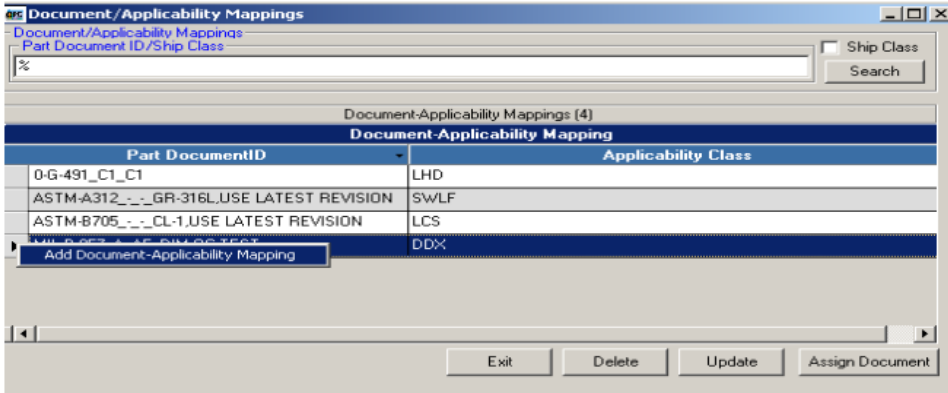 Document/Applicability Mappings
Document/Applicability Mappings
Part Document ID/Ship Class
%
Ship Class
Search
Document-Applicability Mappings (4)
Document-Applicability Mapping
Part DocumentID Applicability Class
0-G-491_C1_C1 LHD
ASTM-A312_-_-_GR-316L,USE LATEST REVISION SWLF
ASTM-B705_-_-_CL-1,USE LATEST REVISION LCS
DDX
Add Document-Applicability Mapping
Exit Delete Update Assign Document